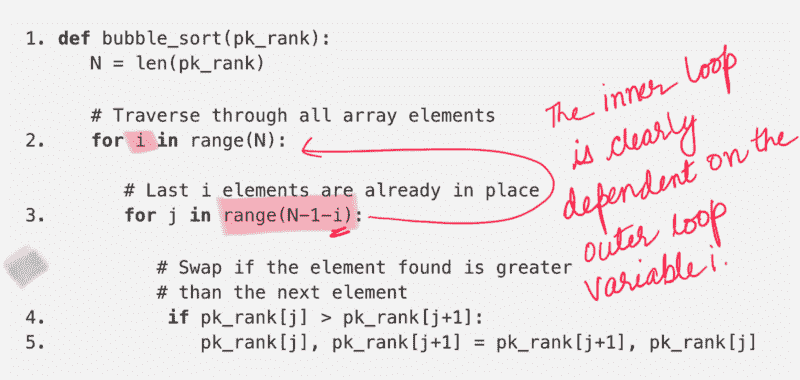 1. def bubble_sort(pk_rank):
N = len(pk_rank)
# Traverse through all array elements
2. for i in range(N):
# Last i elements are already in place
3. for j in range(N-1-i):
# Swap if the element found is greater
# than the next element
4. if pk_rank[j] > pk_rank[j+1]:
5. pk_rank[j], pk_rank[j+1] = pk_rank[j+1], pk_rank[j]
The inner loop
is clearly
dependent on the
outer loop
variable i.